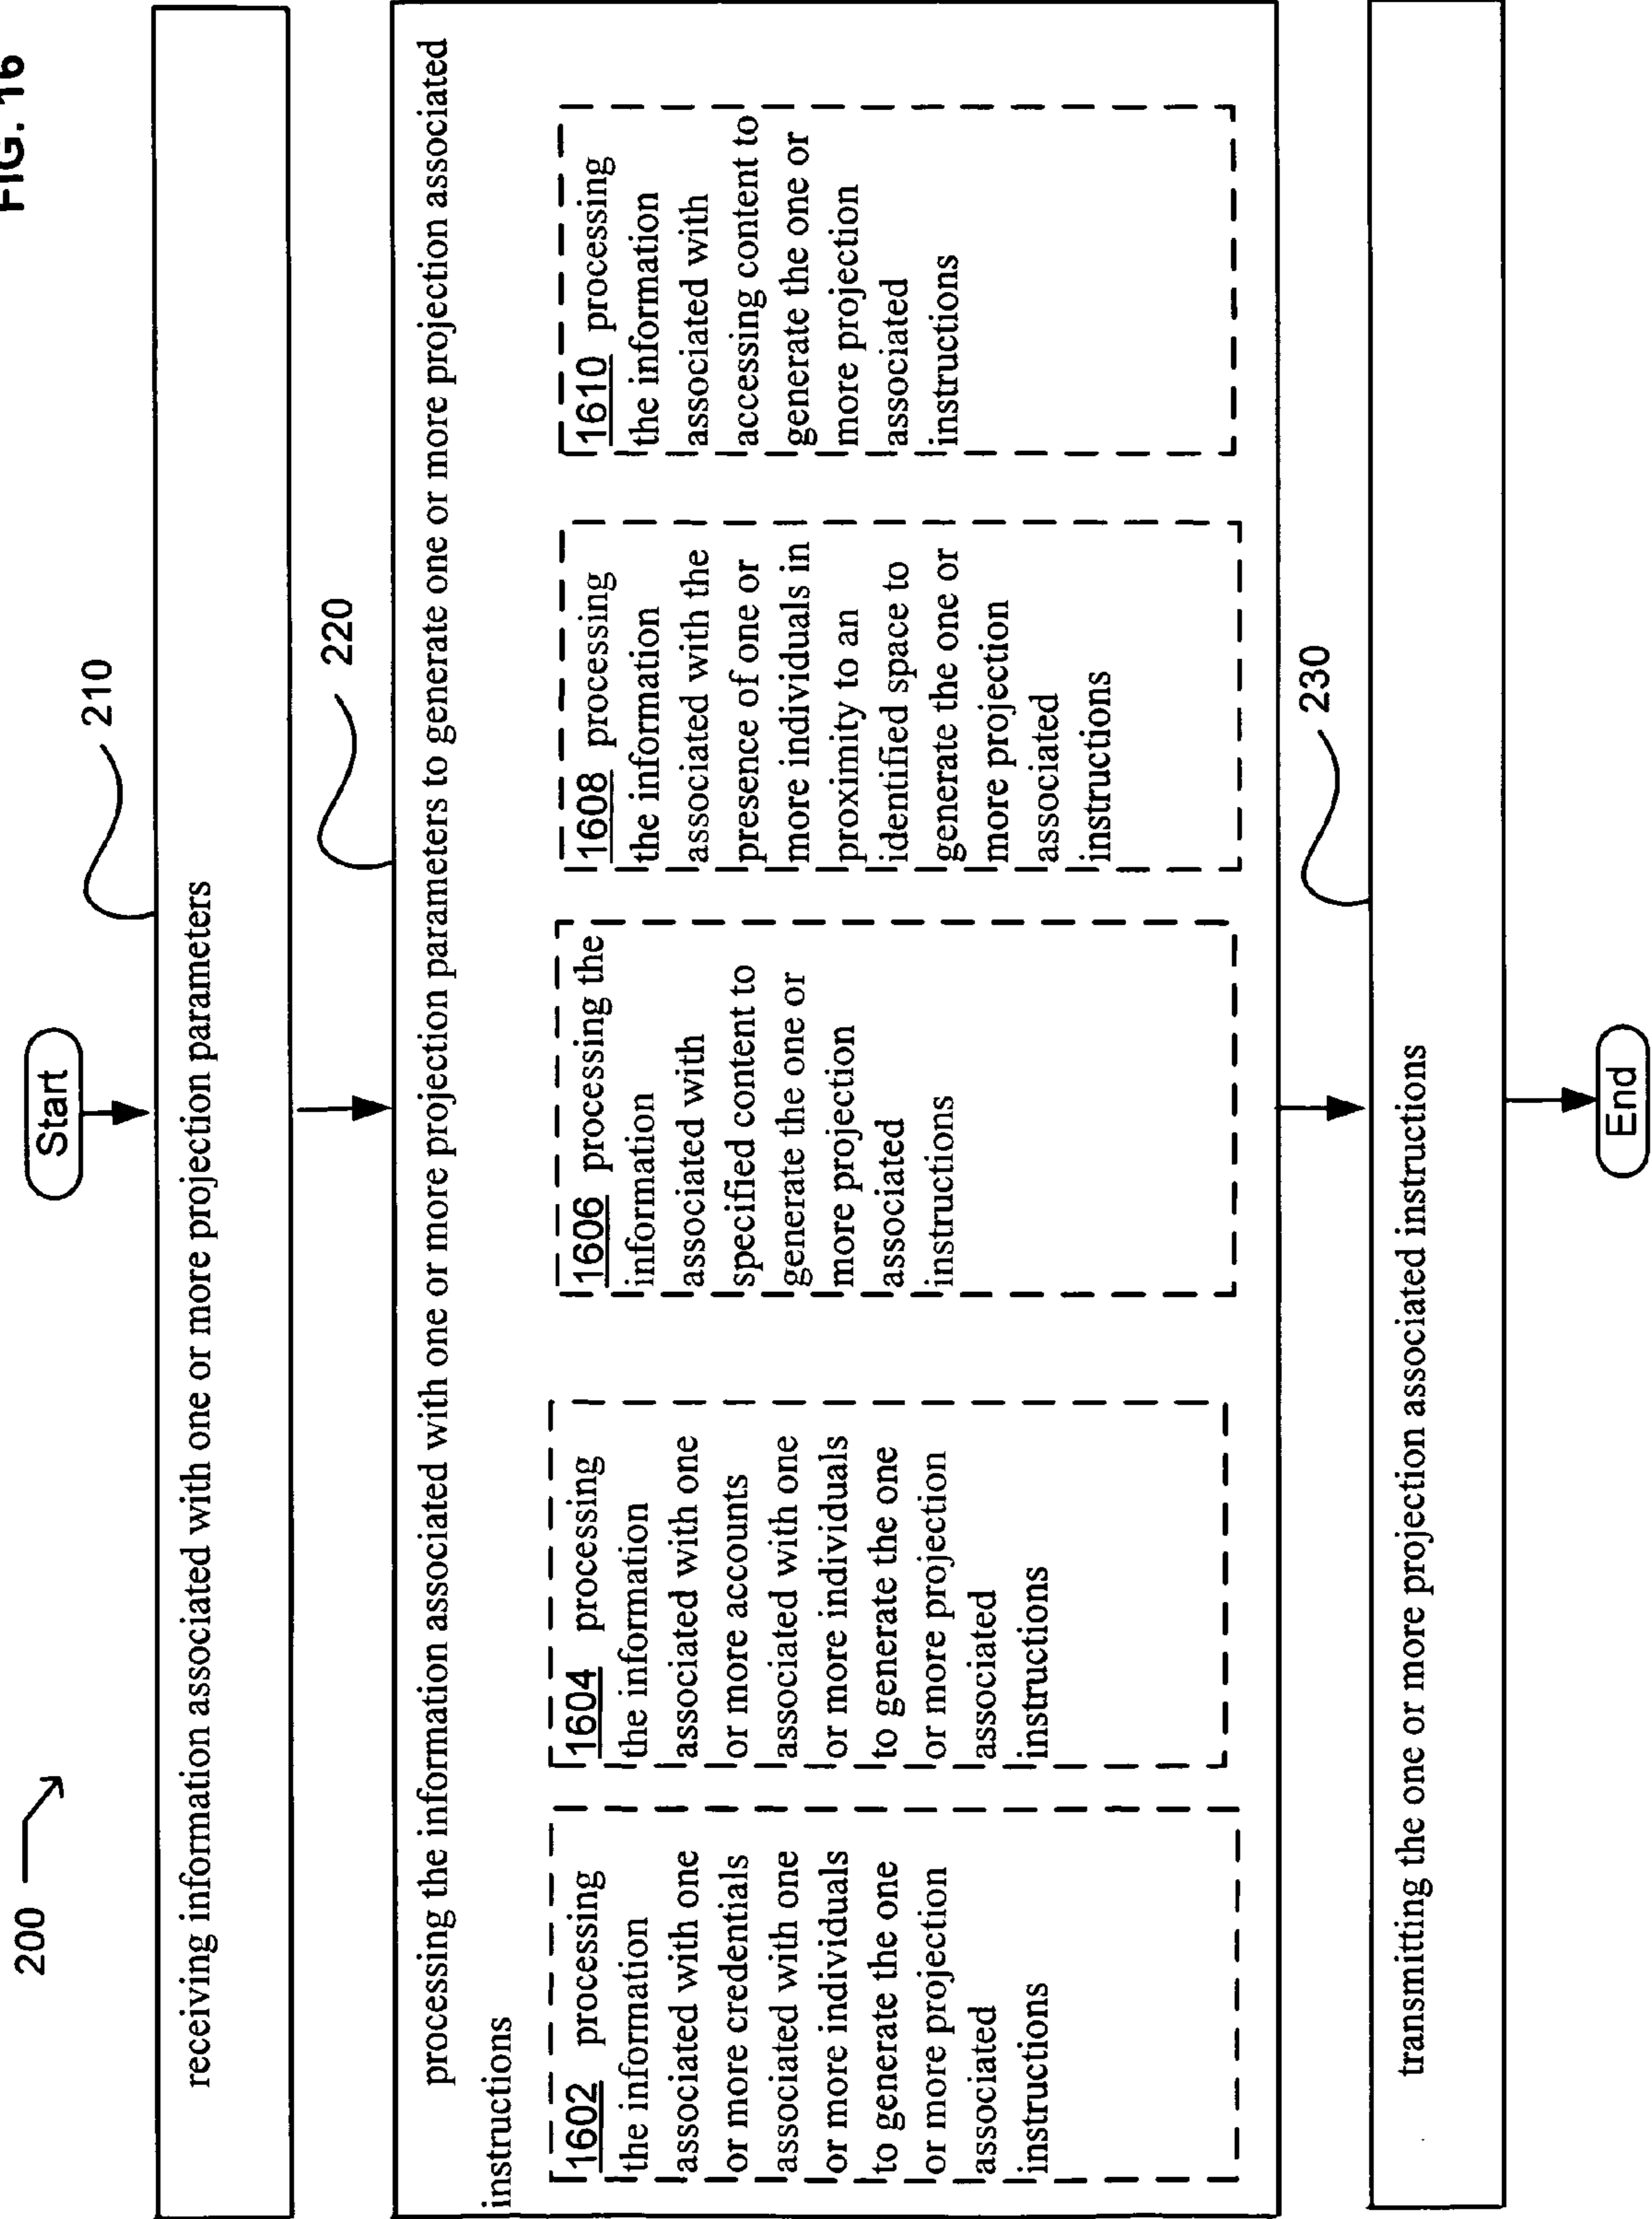 FIG. 16
200
Start
210
receiving information associated with one or more projection parameters
220
processing the information associated with one or more projection parameters to generate one or more projection associated
instructions
1602 processing
the information
associated with one
or more credentials
associated with one
or more individuals
to generate the one
or more projection
associated
instructions
1604 processing
the information
associated with one
or more accounts
associated with one
or more individuals
to generate the one
or more projection
associated
instructions
1606 processing the
information
associated with
specified content to
generate the one or
more projection
associated
instructions
1608 processing
the information
associated with the
presence of one or
more individuals in
proximity to an
identified space to
generate the one or
more projection
associated
instructions
1610 processing
the information
associated with
accessing content to
generate the one or
more projection
associated
instructions
230
transmitting the one or more projection associated instructions
End